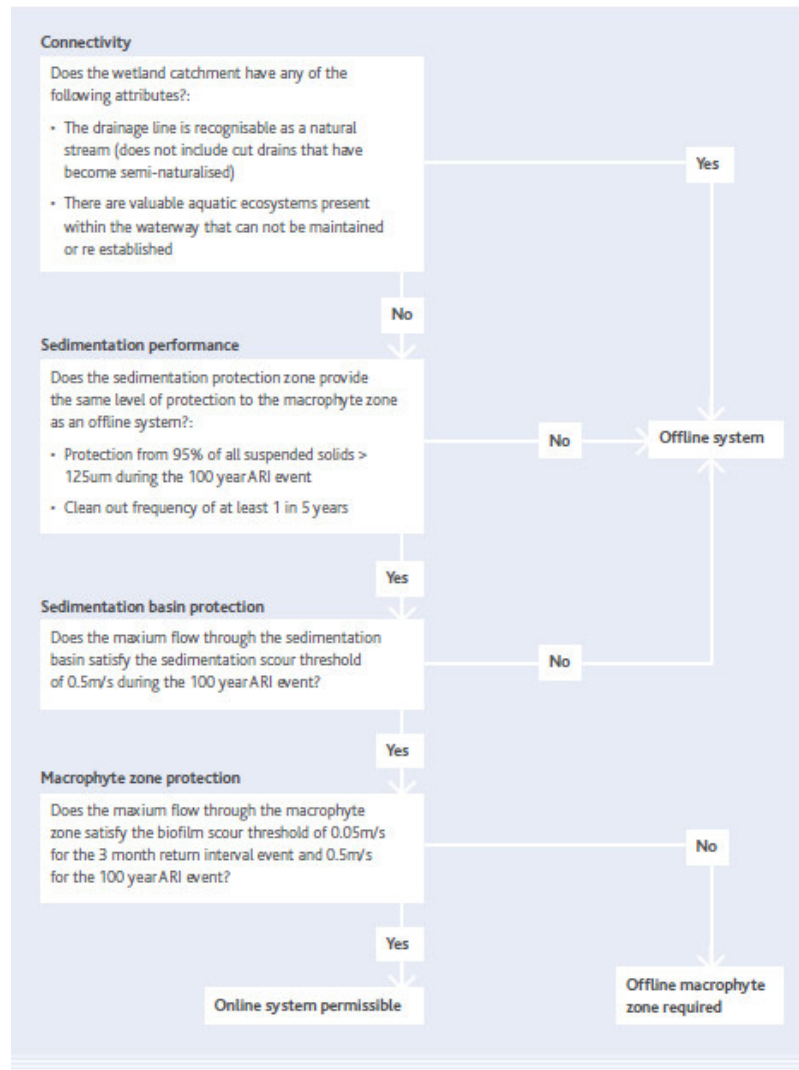 Connectivity
Does the wetland catchment have any of the
following attributes?:
• The drainage line is recognisable as a natural
stream (does not include cut drains that have
become semi-naturalised)
• There are valuable aquatic ecosystems present
within the waterway that can not be maintained
or re established
Yes
No
Sedimentation performance
Does the sedimentation protection zone provide
the same level of protection to the macrophyte zone
as an offline system?:
• Protection from 95% of all suspended solids >
125um during the 100 year ARI event
• Clean out frequency of at least 1 in 5 years
No
Offline system
Yes
Sedimentation basin protection
Does the maxium flow through the sedimentation
basin satisfy the sedimentation scour threshold
of 0.5m/s during the 100 year ARI event?
No
Yes
Macrophyte zone protection
Does the maxium flow through the macrophyte
zone satisfy the biofilm scour threshold of 0.05m/s
for the 3 month return interval event and 0.5m/s
for the 100 year ARI event?
No
Yes
Online system permissible
Offline macrophyte
zone required